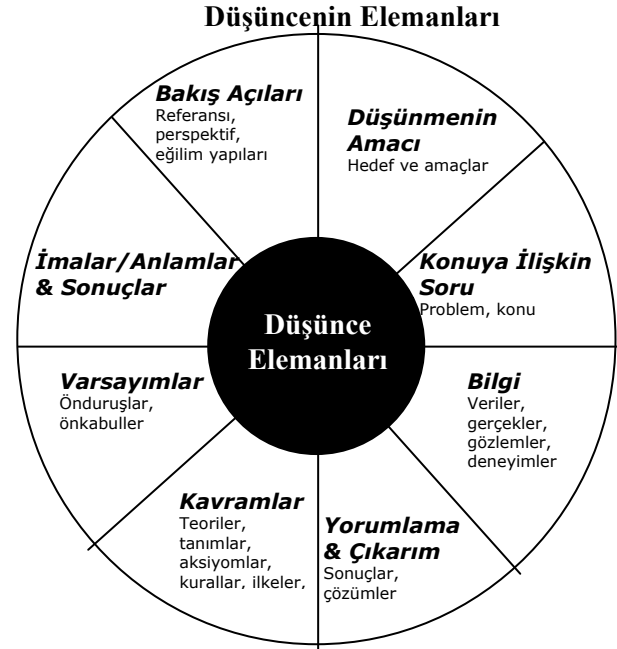 Düşüncenin Elemanları
Bakış Açıları
Referansı,
perspektif,
eğilim yapıları
Düşünmenin
Amacı
Hedef ve amaçlar
Konuya İlişkin
Soru
Problem, konu
Bilgi
Veriler,
gerçekler,
gözlemler,
deneyimler
Yorumlama
& Çıkarım
Sonuçlar,
çözümler
Kavramlar
Teoriler,
tanımlar,
aksiyomlar,
kurallar, ilkeler,
Varsayımlar
Önduruşlar,
önkabuller
İmalar/Anlamlar
& Sonuçlar
Düşünce
Elemanları